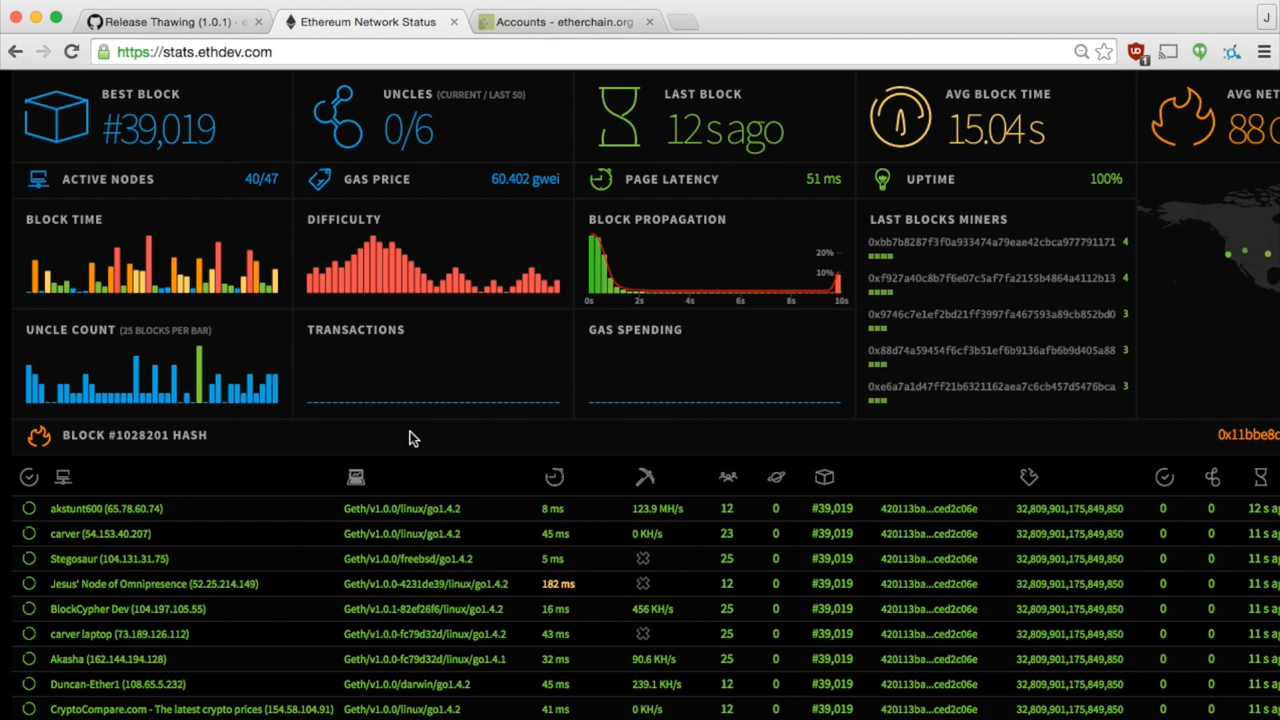 Release Thawing (1.0.1) · e
Ethereum Network Status
Accounts - etherchain.org
J
https://stats.ethdev.com
1
BEST BLOCK
#39,019
UNCLES (CURRENT / LAST 50)
0/6
LAST BLOCK
12 s ago
AVG BLOCK TIME
15.04 s
AVG NET
88
ACTIVE NODES 40/47
GAS PRICE 60.402 gwei
PAGE LATENCY 51 ms
UPTIME 100%
BLOCK TIME
DIFFICULTY
BLOCK PROPAGATION
20%
10%
0s 2s 4s 6s 8s 10s
LAST BLOCKS MINERS
0xbb7b8287f3f0a933474a79eae42cbca977791171 4
0xf927a40c8b7f6e07c5af7fa2155b4864a4112b13 4
0x9746c7e1ef2bd21ff3997fa467593a89cb852bd0 3
0x88d74a59454f6cf3b51ef6b9136afb6b9d405a88 3
0xe6a7a1d47ff21b6321162aea7c6cb457d5476bca 3
UNCLE COUNT (25 BLOCKS PER BAR)
TRANSACTIONS
GAS SPENDING
BLOCK #1028201 HASH
0x11bbe8
akstunt600 (65.78.60.74) Geth/v1.0.0/linux/go1.4.2 8 ms 123.9 MH/s 12 0 #39,019 420113ba...ced2c06e 32,809,901,175,849,850 0 0 12 s a
carver (54.153.40.207) Geth/v1.0.0/linux/go1.4.2 45 ms 0 KH/s 23 0 #39,019 420113ba...ced2c06e 32,809,901,175,849,850 0 0 11 s a
Stegosaur (104.131.31.75) Geth/v1.0.0/freebsd/go1.4.2 5 ms 25 0 #39,019 420113ba...ced2c06e 32,809,901,175,849,850 0 0 11 s a
Jesus' Node of Omnipresence (52.25.214.149) Geth/v1.0.0-4231de39/linux/go1.4.2 182 ms 12 0 #39,019 420113ba...ced2c06e 32,809,901,175,849,850 0 0 11 s a
BlockCypher Dev (104.197.105.55) Geth/v1.0.1-82ef26f6/linux/go1.4.2 16 ms 456 KH/s 25 0 #39,019 420113ba...ced2c06e 32,809,901,175,849,850 0 0 11 s a
carver laptop (73.189.126.112) Geth/v1.0.0-fc79d32d/linux/go1.4.2 43 ms 25 0 #39,019 420113ba...ced2c06e 32,809,901,175,849,850 0 0 11 s a
Akasha (162.144.194.128) Geth/v1.0.0-fc79d32d/linux/go1.4.1 32 ms 90.6 KH/s 25 0 #39,019 420113ba...ced2c06e 32,809,901,175,849,850 0 0 11 s a
Duncan-Ether1 (108.65.5.232) Geth/v1.0.0/darwin/go1.4.2 45 ms 239.1 KH/s 12 0 #39,019 420113ba...ced2c06e 32,809,901,175,849,850 0 0 11 s a
CryptoCompare.com - The latest crypto prices (154.58.104.91) Geth/v1.0.0/linux/go1.4.2 41 ms 0 KH/s 25 0 #39,019 420113ba...ced2c06e 32,809,901,175,849,850 0 0 11 s a